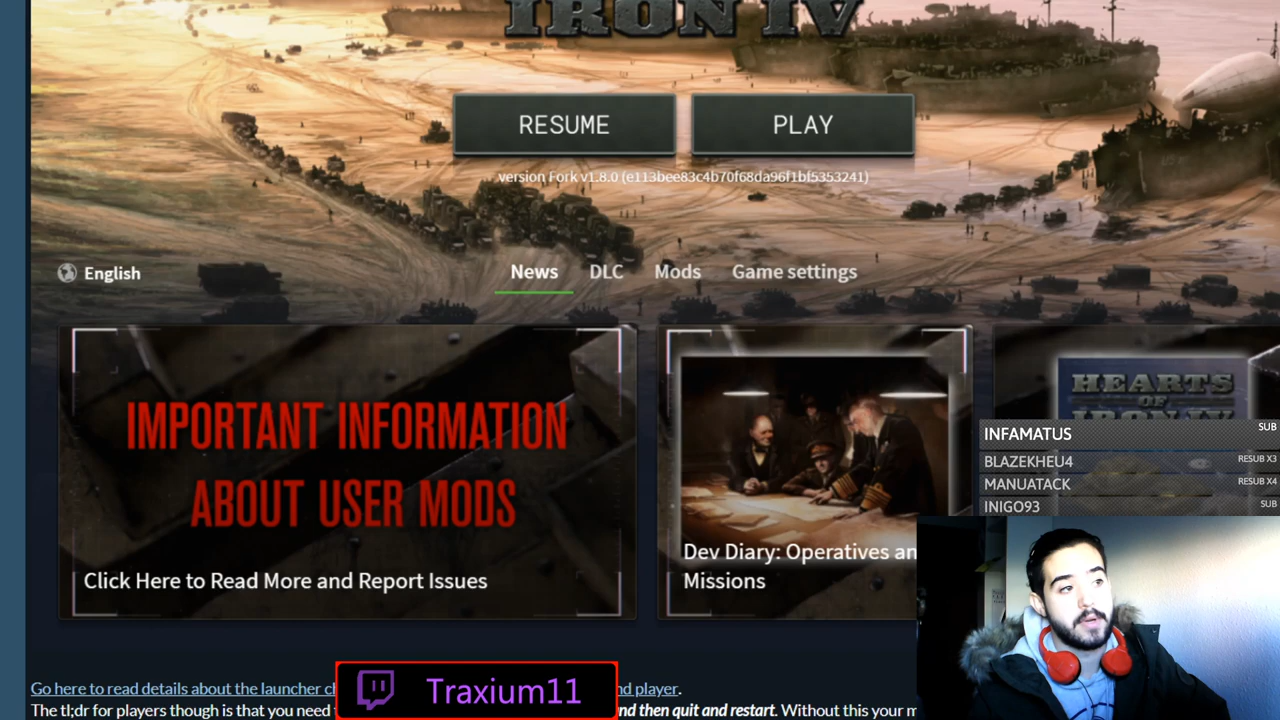 IRON IV
RESUME
PLAY
version Fork v1.8.0 (e113bee83c4b70f68da96f1bf5353241)
English
News
DLC
Mods
Game settings
IMPORTANT INFORMATION
ABOUT USER MODS
Click Here to Read More and Report Issues
Dev Diary: Operatives an
Missions
HEARTS
OF
IRON IV
INFAMATUS SUB
BLAZEKHEU4 RESUB X3
MANUATACK RESUB X4
INIGO93 SUB
Go here to read details about the launcher
nd player.
Traxium11
The tl;dr for players though is that you need
nd then quit and restart. Without this your m